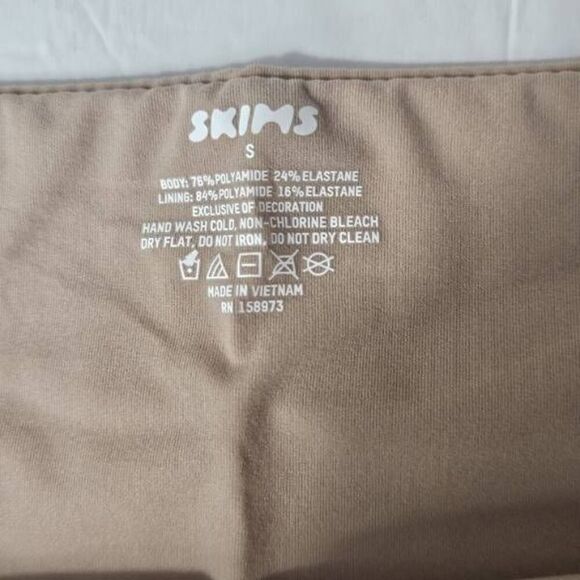 SKIMS
S
BODY: 76% POLYAMIDE 24% ELASTANE
LINING: 84% POLYAMIDE 16% ELASTANE
EXCLUSIVE OF DECORATION
HAND WASH COLD, NON-CHLORINE BLEACH
DRY FLAT, DO NOT IRON, DO NOT DRY CLEAN
MADE IN VIETNAM
RN 158973